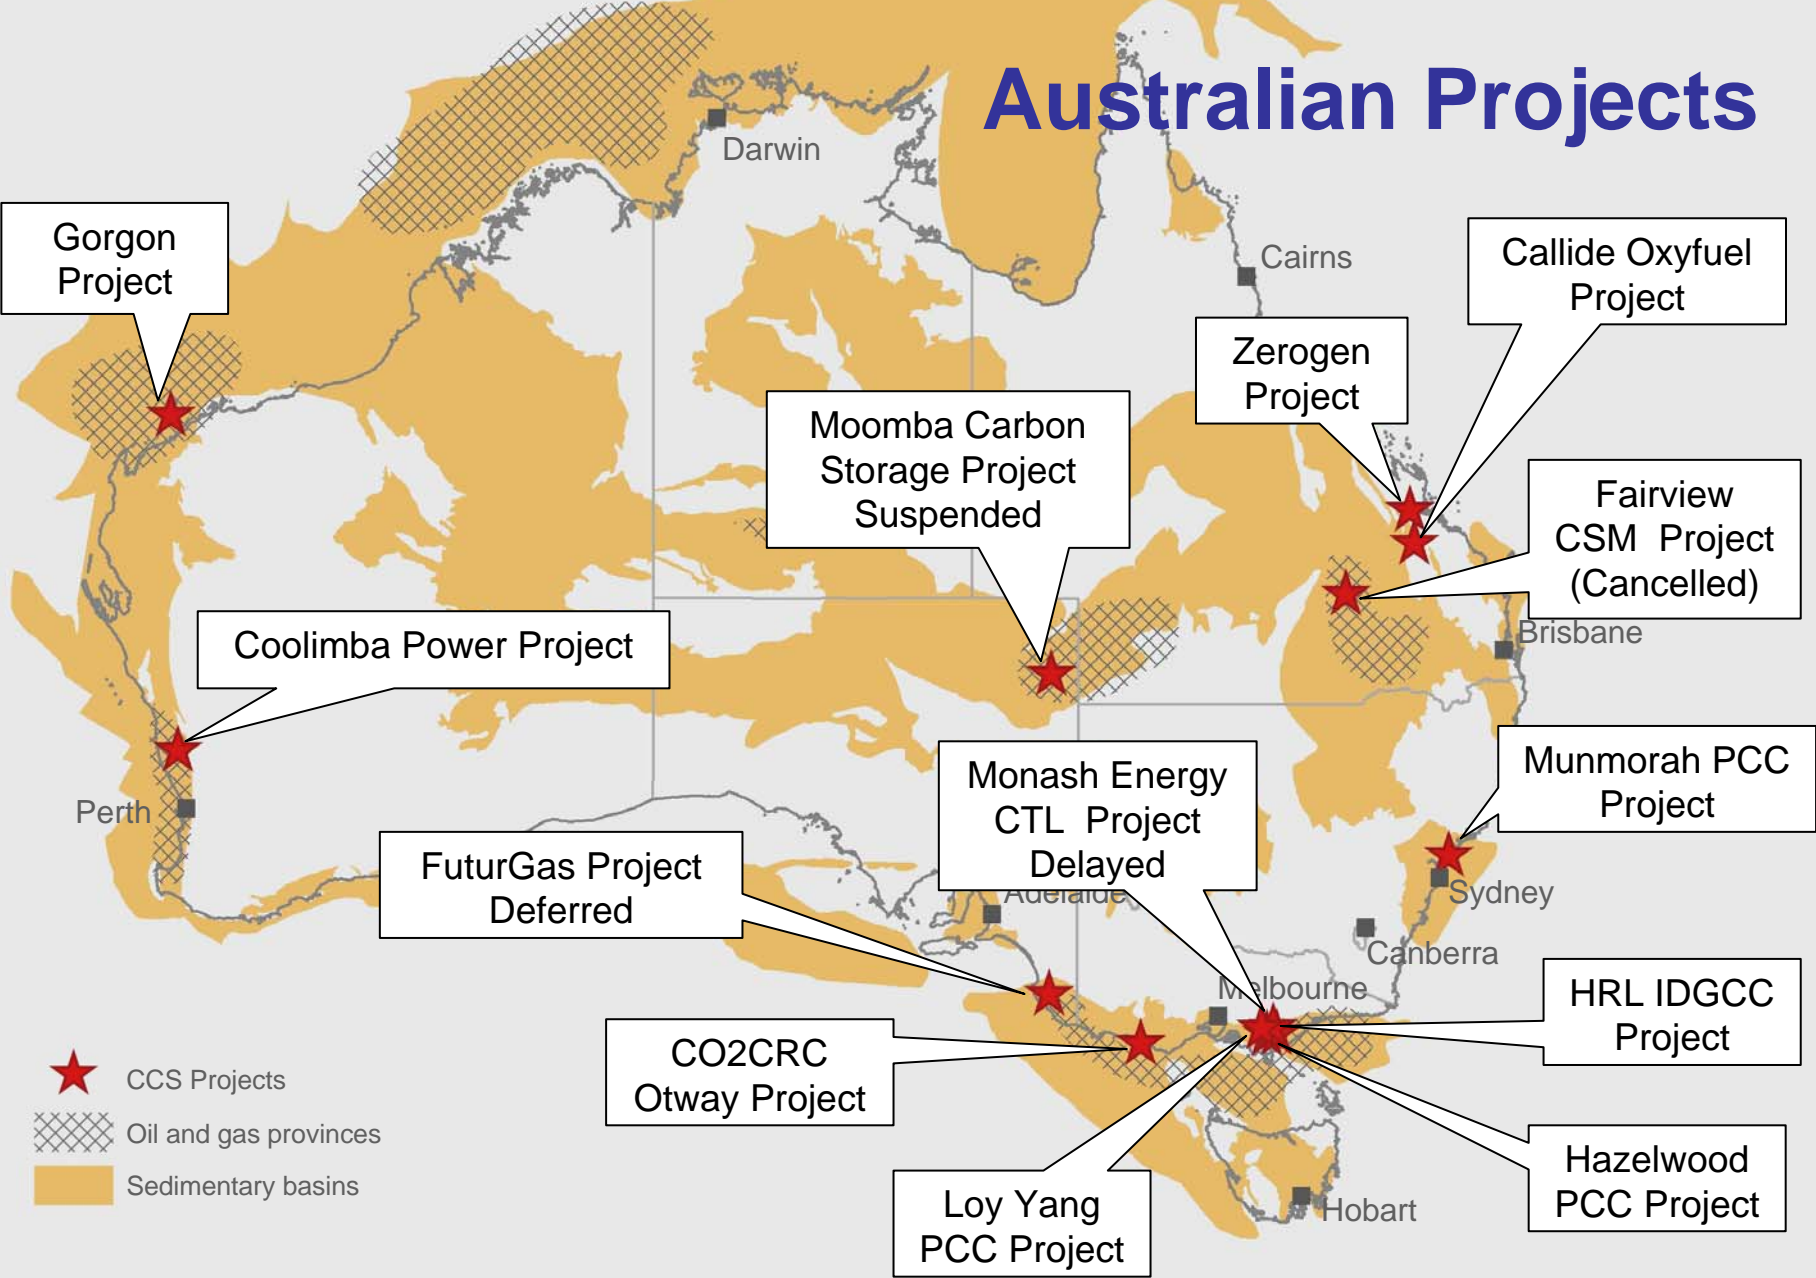 Australian Projects
Darwin
Gorgon
Project
Cairns
Callide Oxyfuel
Project
Zerogen
Project
Moomba Carbon
Storage Project
Suspended
Fairview
CSM Project
(Cancelled)
Brisbane
Coolimba Power Project
Perth
Monash Energy
CTL Project
Delayed
Munmorah PCC
Project
FuturGas Project
Deferred
Adelaide
Sydney
Canberra
Melbourne
HRL IDGCC
Project
CO2CRC
Otway Project
Hazelwood
PCC Project
Loy Yang
PCC Project
Hobart
CCS Projects
Oil and gas provinces
Sedimentary basins